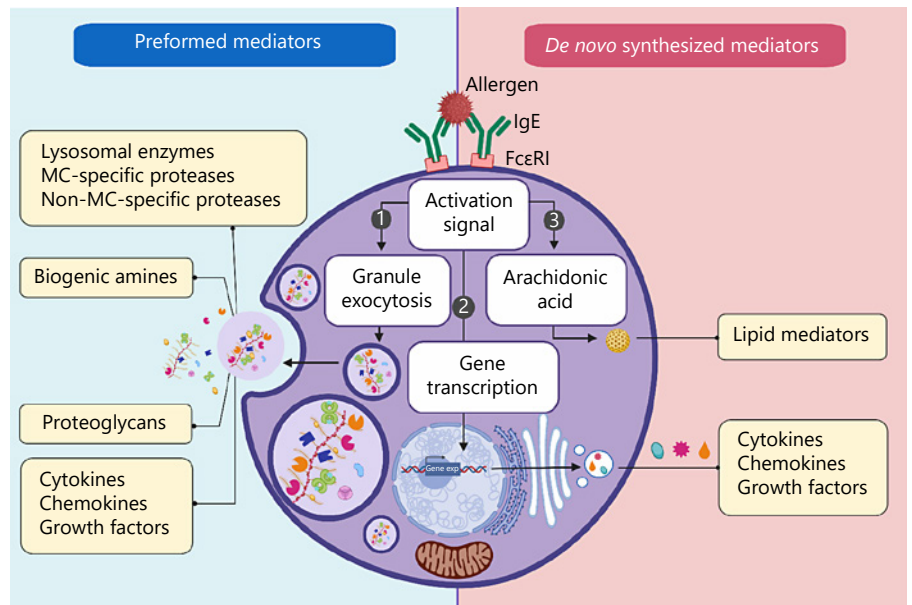 Preformed mediators
De novo synthesized mediators
Allergen
IgE
FcεRI
Lysosomal enzymes
MC-specific proteases
Non-MC-specific proteases
Biogenic amines
Proteoglycans
Cytokines
Chemokines
Growth factors
1
Activation
signal
3
Granule
exocytosis
2
Arachidonic
acid
Gene
transcription
Gene exp
Lipid mediators
Cytokines
Chemokines
Growth factors